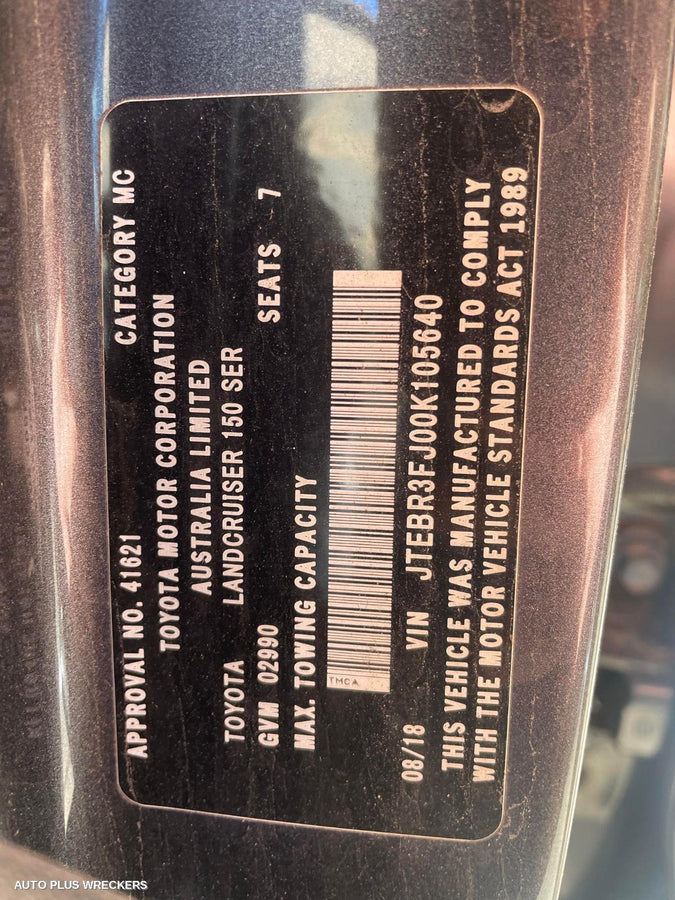 APPROVAL NO. 41621 CATEGORY MC
TOYOTA MOTOR CORPORATION
AUSTRALIA LIMITED
TOYOTA LANDCRUISER 150 SER
GVM 02990 SEATS 7
MAX. TOWING CAPACITY
TMCA
08/18 VIN JTEBR3FJ00K105640
THIS VEHICLE WAS MANUFACTURED TO COMPLY
WITH THE MOTOR VEHICLE STANDARDS ACT 1989
AUTO PLUS WRECKERS